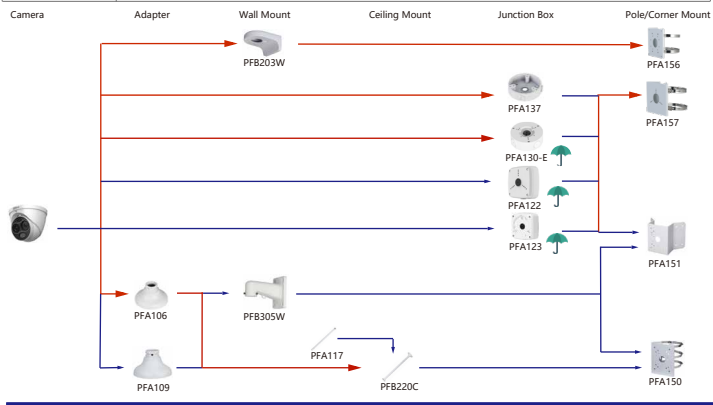 Camera Adapter Wall Mount Ceiling Mount Junction Box Pole/Corner Mount
PFB203W
PFA156
PFA137
PFA157
PFA130-E
PFA122
PFA123
PFA151
PFA106
PFB305W
PFA117
PFA109
PFB220C
PFA150